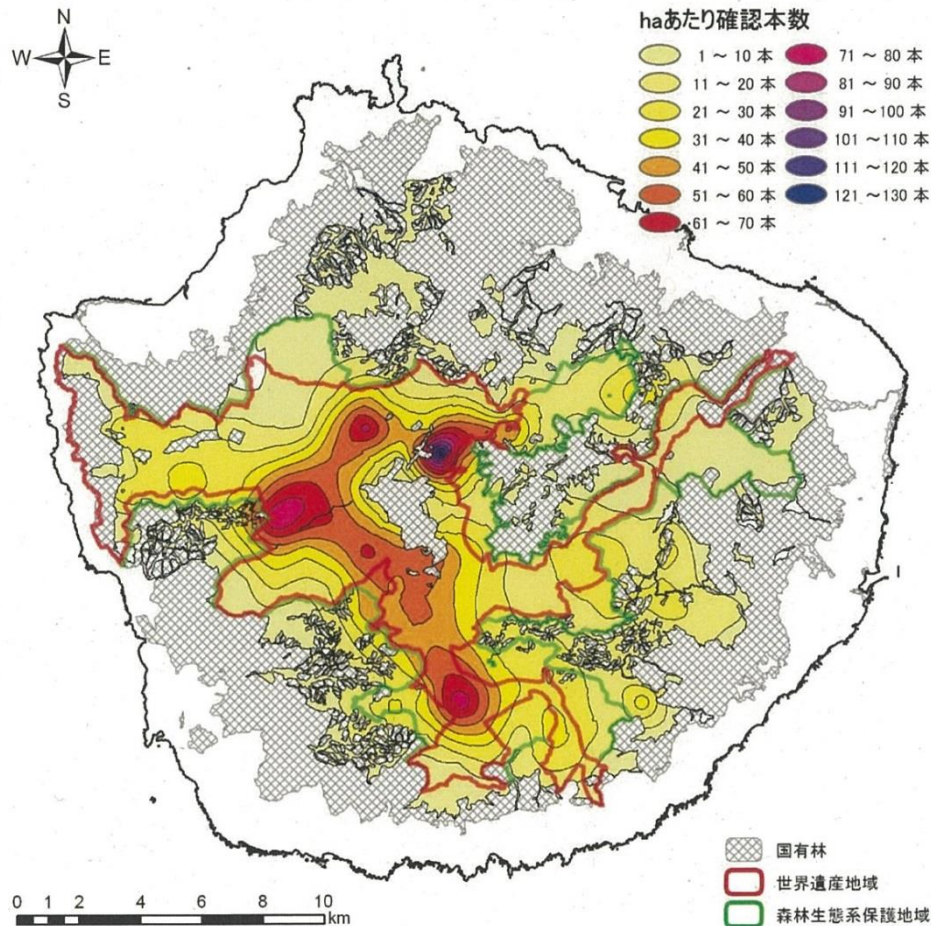 N
W E
S
haあたり確認本数
1 ～ 10 本
11 ～ 20 本
21 ～ 30 本
31 ～ 40 本
41 ～ 50 本
51 ～ 60 本
61 ～ 70 本
71 ～ 80 本
81 ～ 90 本
91 ～100 本
101 ～110 本
111 ～120 本
121 ～130 本
国有林
世界遺産地域
森林生態系保護地域
0 1 2 4 6 8 10
km